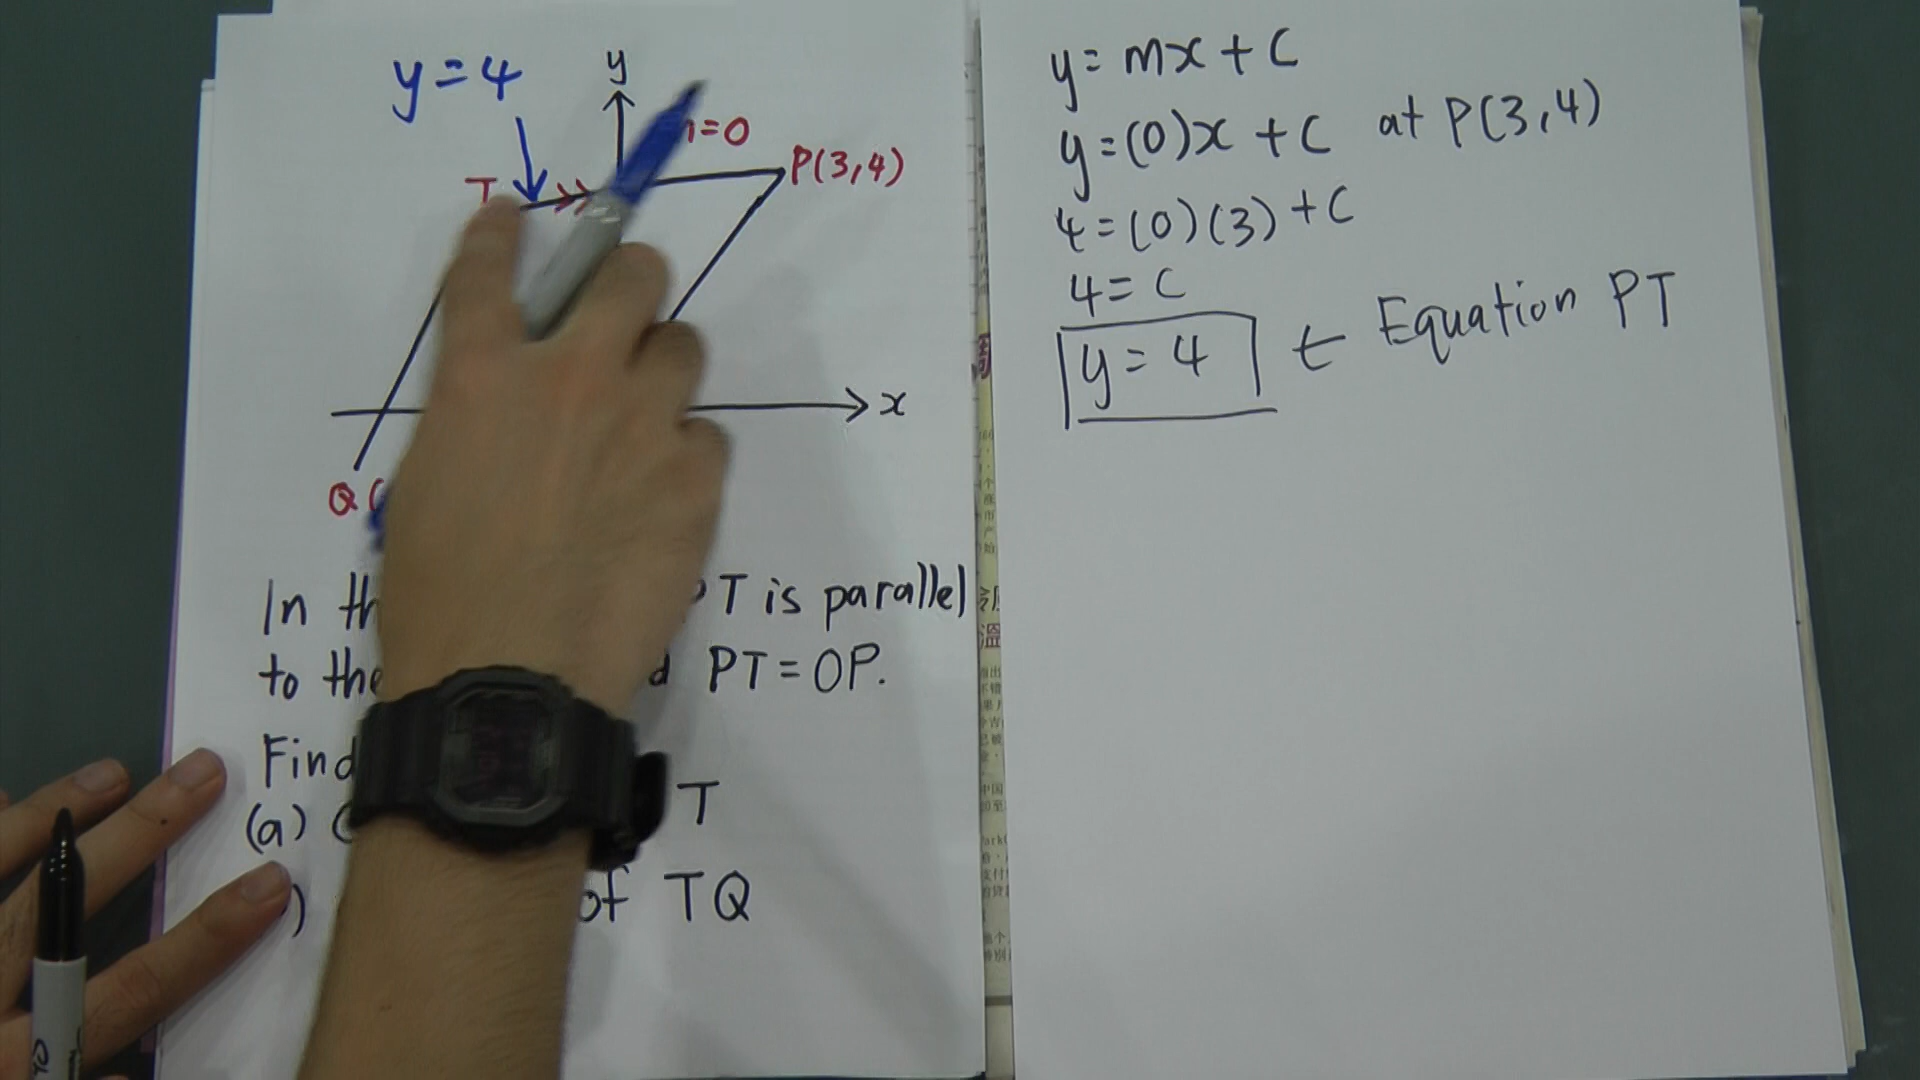 y=4
y
=0
T
P(3,4)
x
Q(
In th T is parallel
to the PT=OP.
Find
(a) T
) of TQ
y=mx+C
y=(0)x+C at P(3,4)
4=(0)(3)+C
4=C
y=4 ← Equation PT